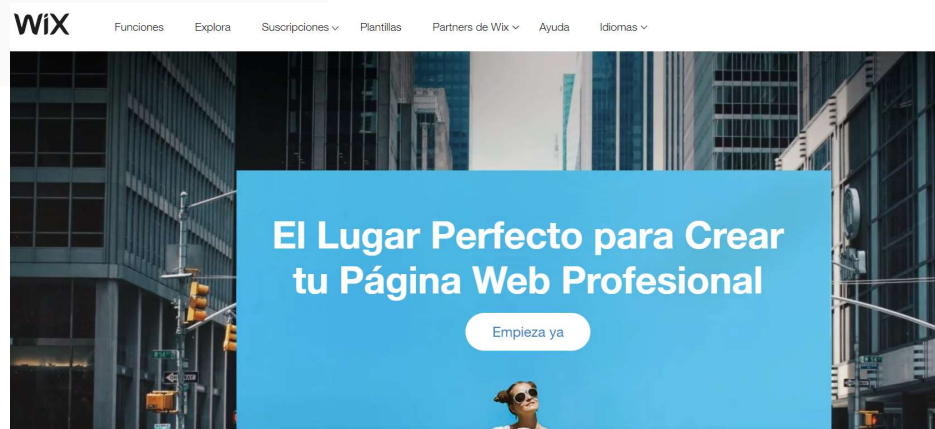 WiX
Funciones Explora Suscripciones Plantillas Partners de Wix Ayuda Idiomas
El Lugar Perfecto para Crear
tu Página Web Profesional
Empieza ya